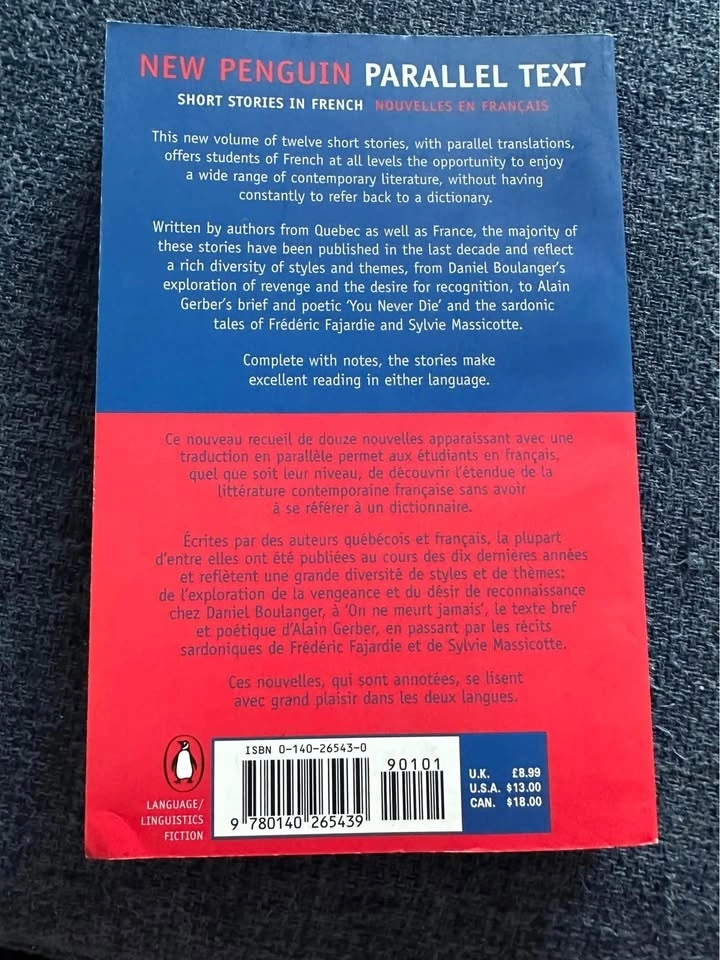 NEW PENGUIN PARALLEL TEXT
SHORT STORIES IN FRENCH NOUVELLES EN FRANÇAIS
This new volume of twelve short stories, with parallel translations,
offers students of French at all levels the opportunity to enjoy
a wide range of contemporary literature, without having
constantly to refer back to a dictionary.
Written by authors from Quebec as well as France, the majority of
these stories have been published in the last decade and reflect
a rich diversity of styles and themes, from Daniel Boulanger's
exploration of revenge and the desire for recognition, to Alain
Gerber's brief and poetic 'You Never Die' and the sardonic
tales of Frédéric Fajardie and Sylvie Massicotte.
Complete with notes, the stories make
excellent reading in either language.
Ce nouveau recueil de douze nouvelles apparaissant avec une
traduction en parallèle permet aux étudiants en français,
quel que soit leur niveau, de découvrir l'étendue de la
littérature contemporaine française sans avoir
à se référer à un dictionnaire.
Écrites par des auteurs québécois et français, la plupart
d'entre elles ont été publiées au cours des dix dernières années
et reflètent une grande diversité de styles et de thèmes:
de l'exploration de la vengeance et du désir de reconnaissance
chez Daniel Boulanger, à 'On ne meurt jamais', le texte bref
et poétique d'Alain Gerber, en passant par les récits
sardoniques de Frédéric Fajardie et de Sylvie Massicotte.
Ces nouvelles, qui sont annotées, se lisent
avec grand plaisir dans les deux langues.
LANGUAGE/
LINGUISTICS
FICTION
ISBN 0-140-26543-0
90101
9 780140 265439
U.K. £8.99
U.S.A. $13.00
CAN. $18.00